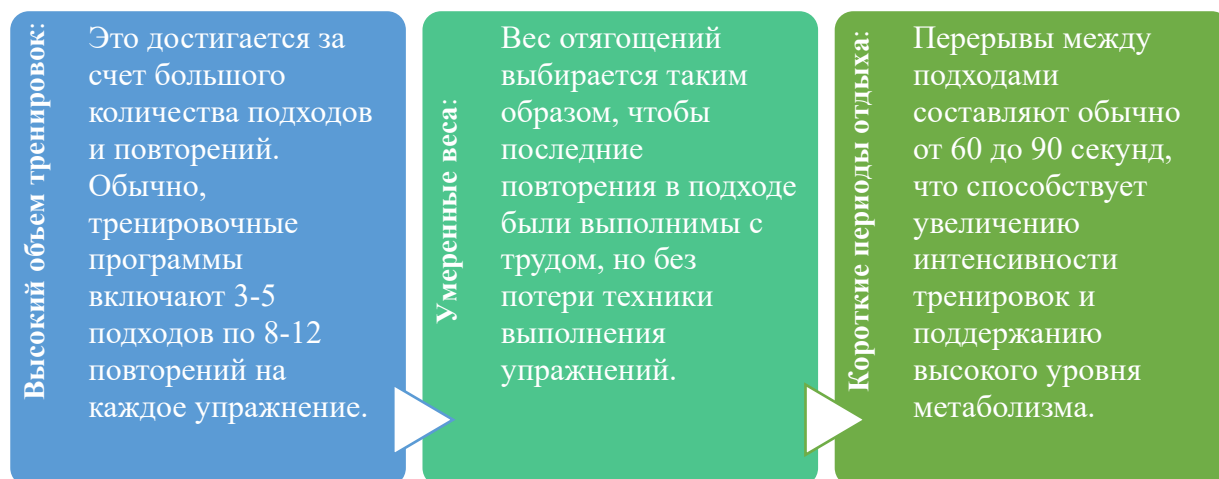 Высокий объем тренировок:
Это достигается за
счет большого
количества подходов
и повторений.
Обычно,
тренировочные
программы
включают 3-5
подходов по 8-12
повторений на
каждое упражнение.
Умеренные веса:
Вес отягощений
выбирается таким
образом, чтобы
последние
повторения в подходе
были выполнимы с
трудом, но без
потери техники
выполнения
упражнений.
Короткие периоды отдыха:
Перерывы между
подходами
составляют обычно
от 60 до 90 секунд,
что способствует
увеличению
интенсивности
тренировок и
поддержанию
высокого уровня
метаболизма.